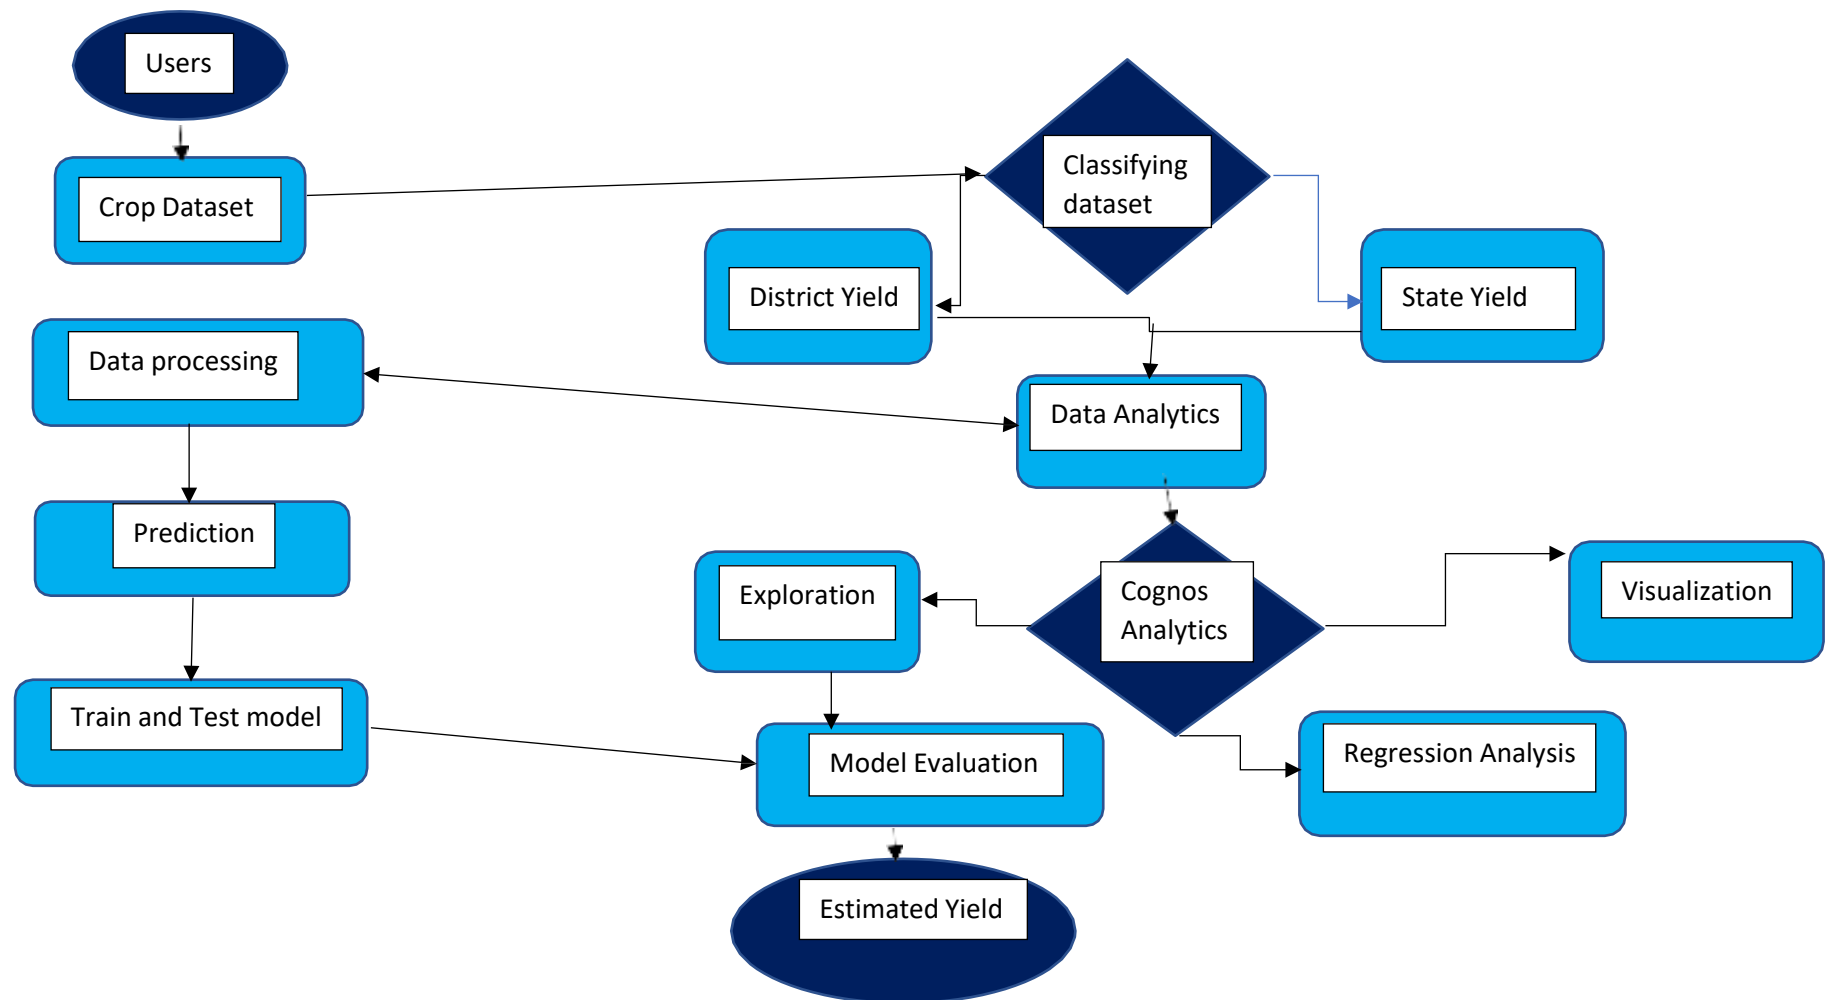 Users
Crop Dataset
Classifying
dataset
District Yield
State Yield
Data processing
Data Analytics
Prediction
Exploration
Cognos
Analytics
Visualization
Train and Test model
Model Evaluation
Regression Analysis
Estimated Yield